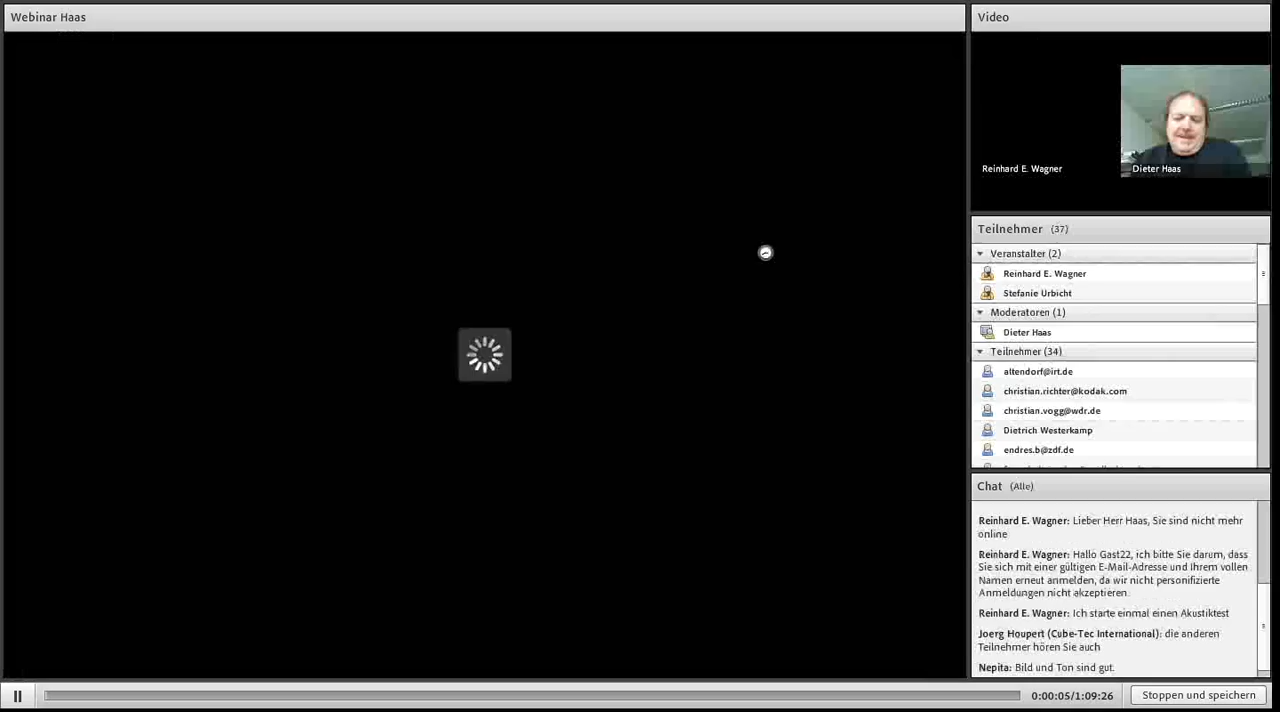 Webinar Haas
Video
Reinhard E. Wagner
Dieter Haas
Teilnehmer (37)
Veranstalter (2)
Reinhard E. Wagner
Stefanie Urbicht
Moderatoren (1)
Dieter Haas
Teilnehmer (34)
altendorf@irt.de
christian.richter@kodak.com
christian.vogg@wdr.de
Dietrich Westerkamp
endres.b@zdf.de
Chat (Alle)
Reinhard E. Wagner: Lieber Herr Haas, Sie sind nicht mehr
online
Reinhard E. Wagner: Hallo Gast22, ich bitte Sie darum, dass
Sie sich mit einer gültigen E-Mail-Adresse und Ihrem vollen
Namen erneut anmelden, da wir nicht personifizierte
Anmeldungen nicht akzeptieren.
Reinhard E. Wagner: Ich starte einmal einen Akustiktest
Joerg Houpert (Cube-Tec International): die anderen
Teilnehmer hören Sie auch
Nepita: Bild und Ton sind gut.
0:00:05/1:09:26
Stoppen und speichern